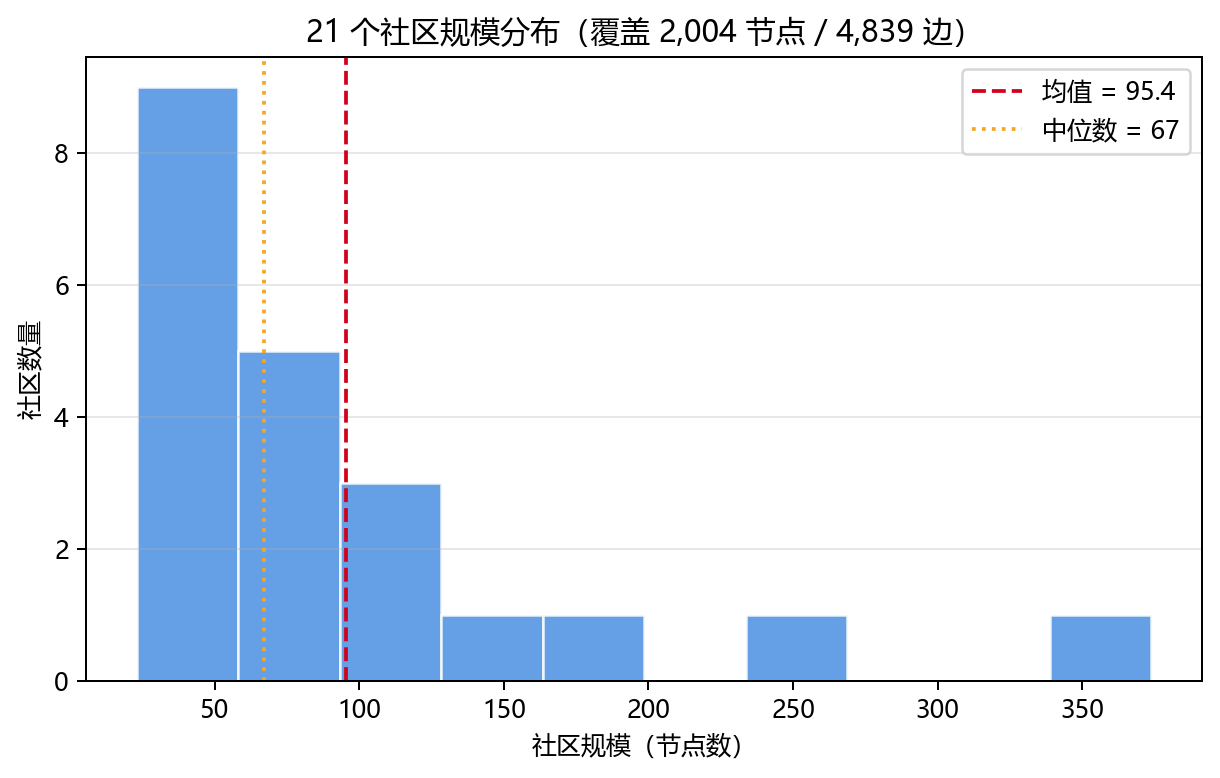 21 个社区规模分布（覆盖 2,004 节点 / 4,839 边）
均值 = 95.4
中位数 = 67
社区数量
8
6
4
2
0
50 100 150 200 250 300 350
社区规模（节点数）